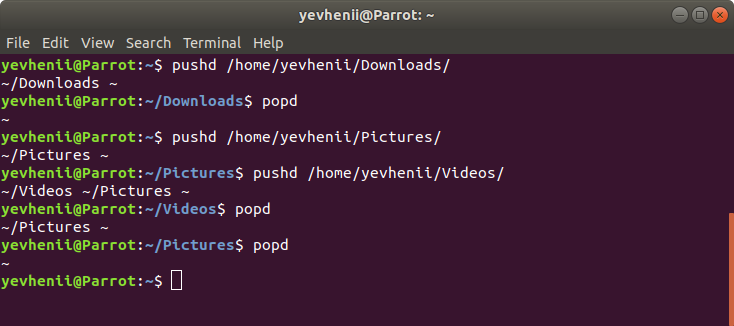 yevhenii@Parrot: ~
File Edit View Search Terminal Help
yevhenii@Parrot:~$ pushd /home/yevhenii/Downloads/
~/Downloads ~
yevhenii@Parrot:~/Downloads$ popd
~
yevhenii@Parrot:~$ pushd /home/yevhenii/Pictures/
~/Pictures ~
yevhenii@Parrot:~/Pictures$ pushd /home/yevhenii/Videos/
~/Videos ~/Pictures ~
yevhenii@Parrot:~/Videos$ popd
~/Pictures ~
yevhenii@Parrot:~/Pictures$ popd
~
yevhenii@Parrot:~$